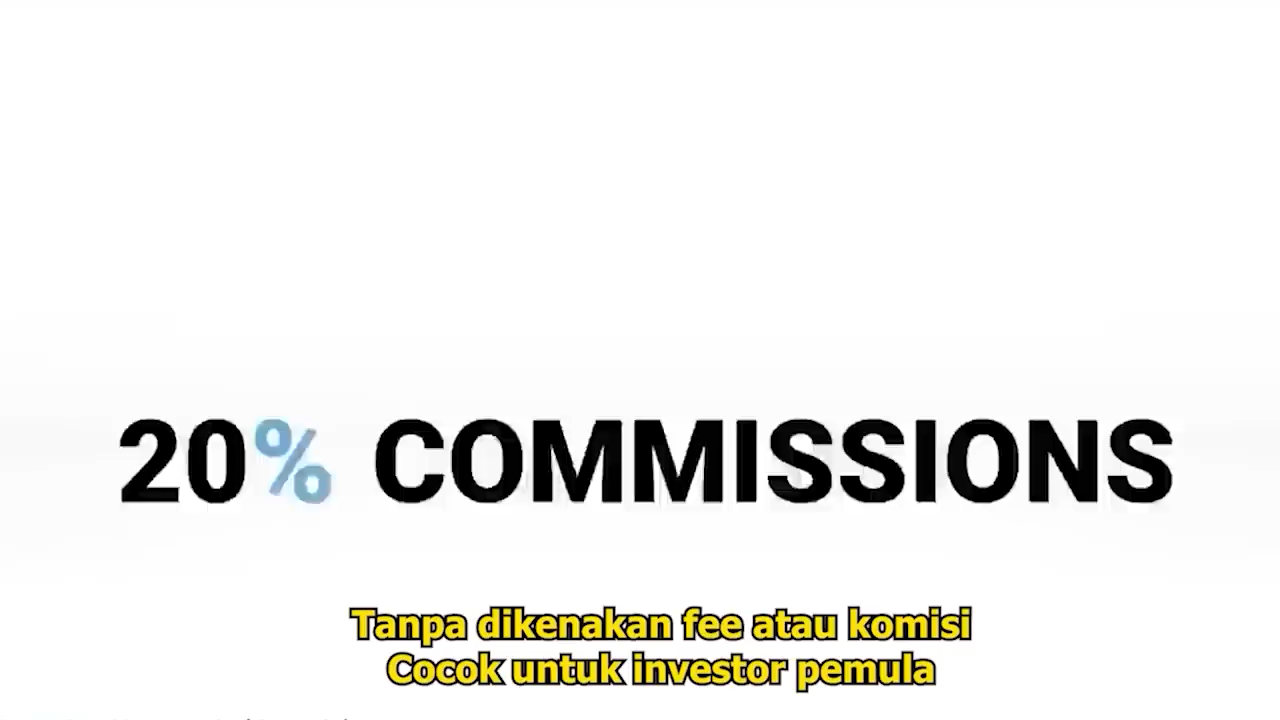 20% COMMISSIONS
Tanpa dikenakan fee atau komisi
Cocok untuk investor pemula